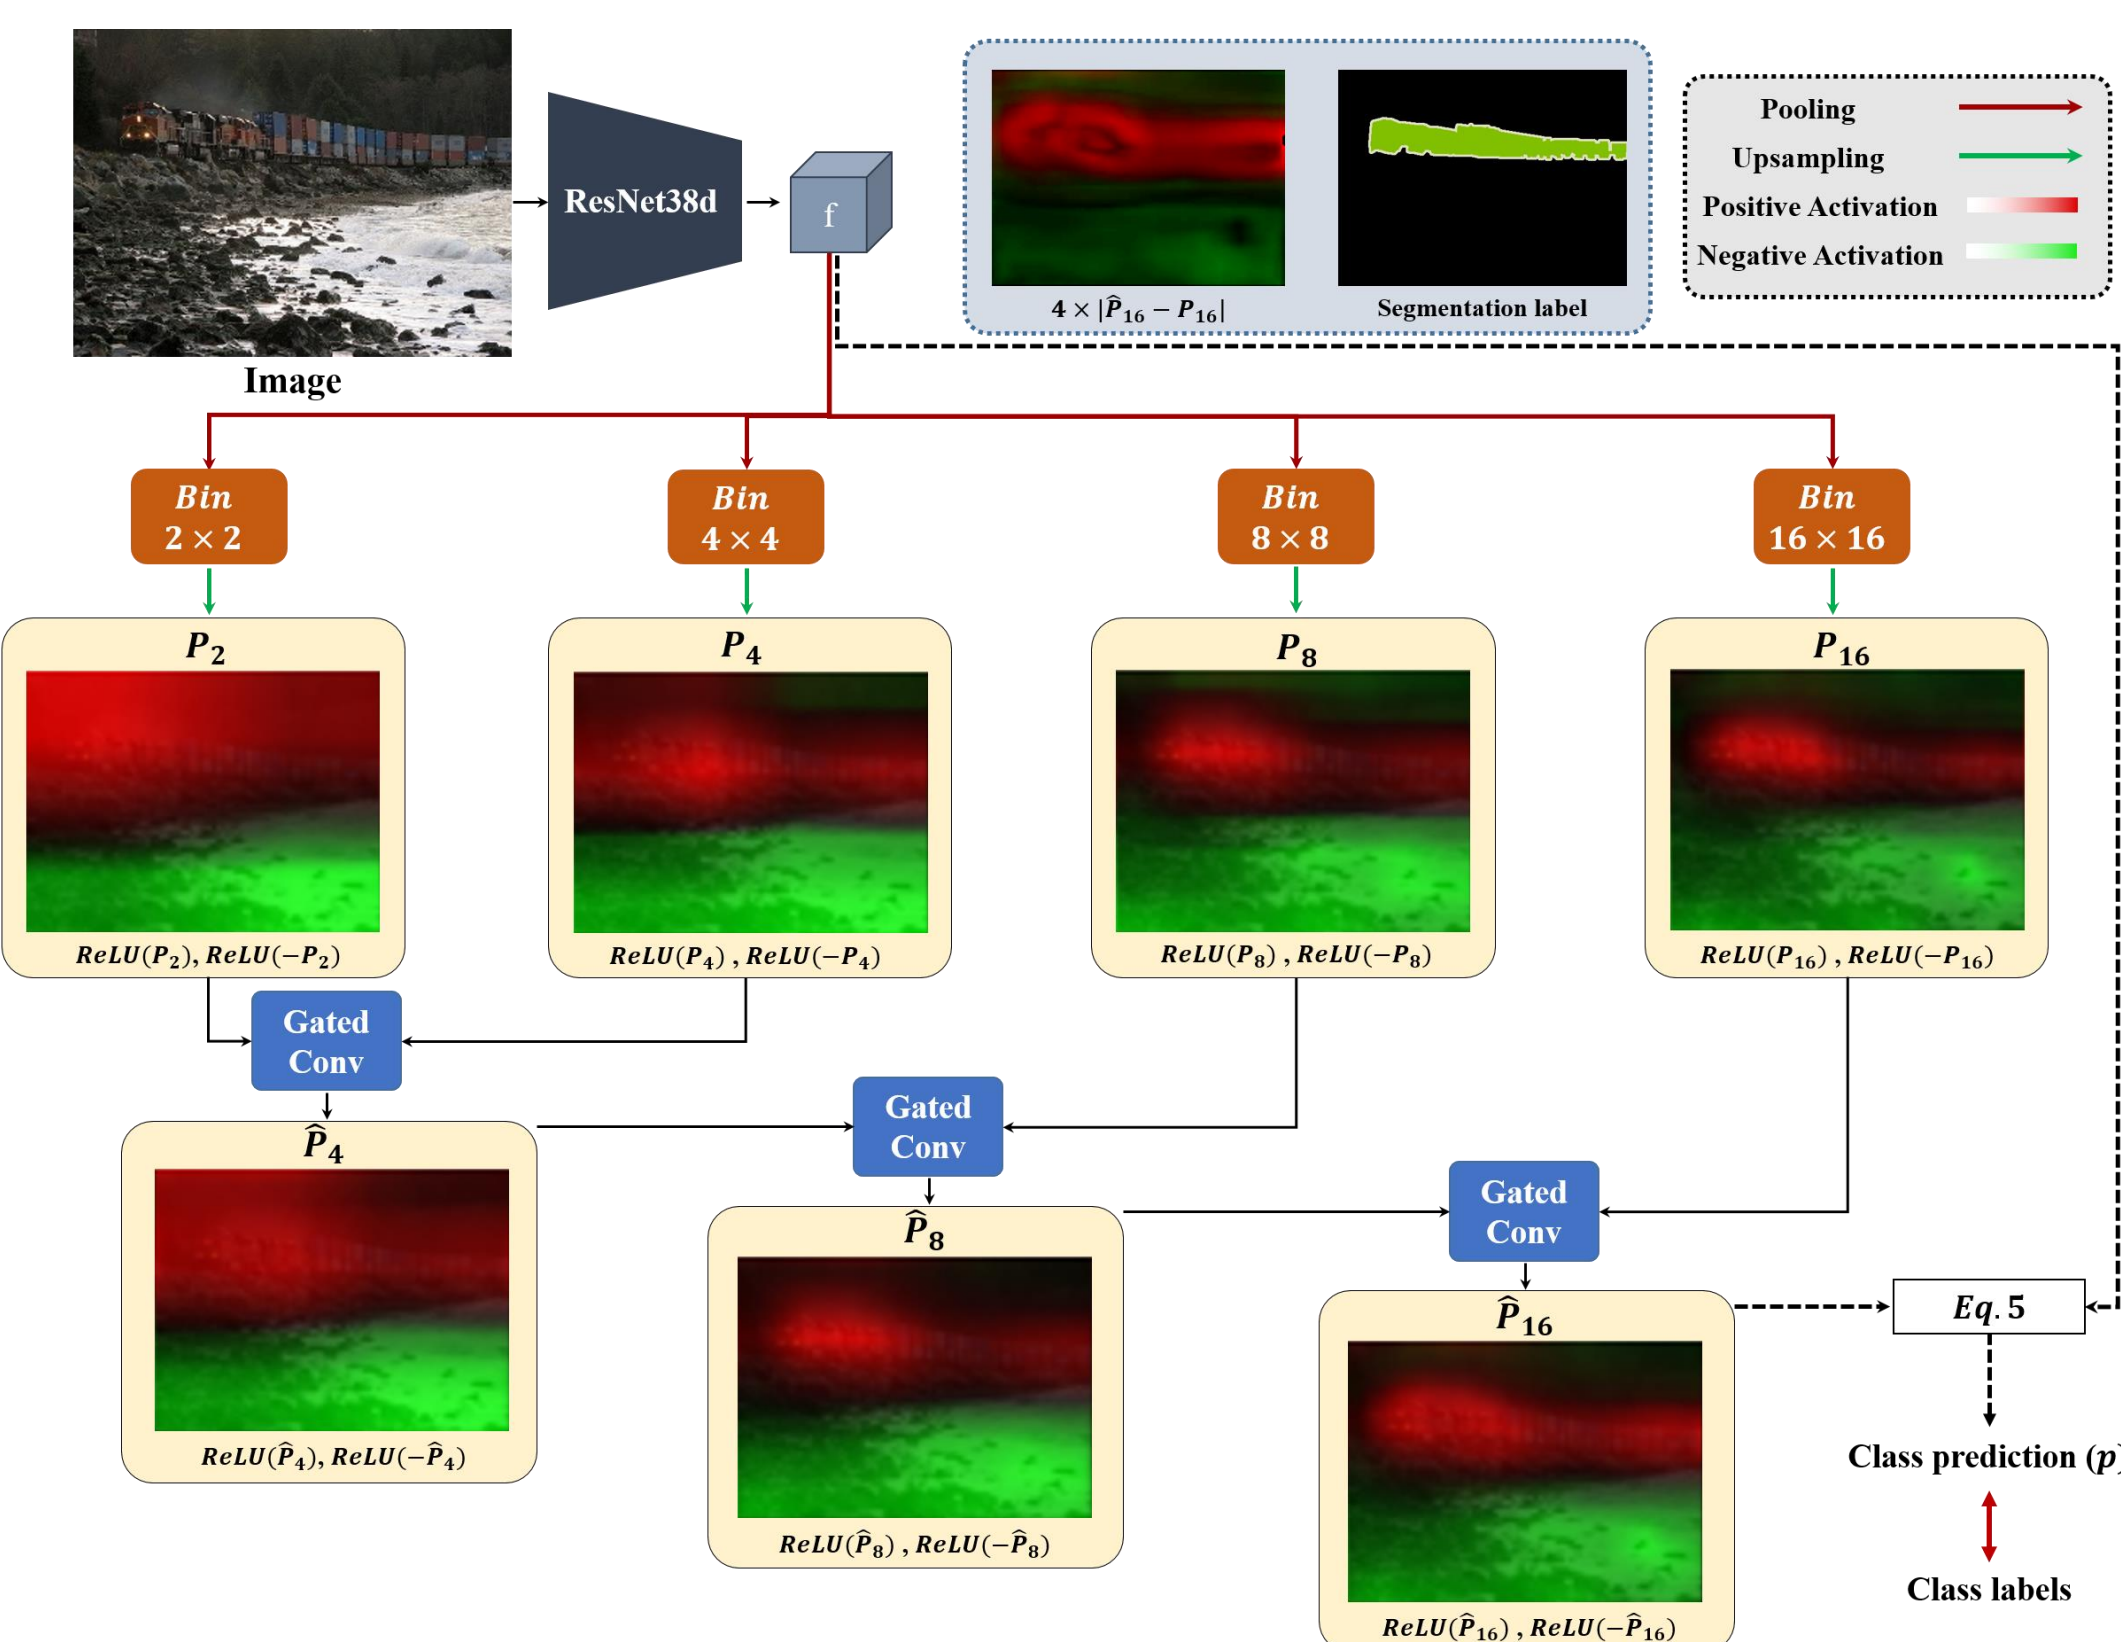 Image
ResNet38d
f
4 × |P̂₁₆ − P₁₆|
Segmentation label
Pooling
Upsampling
Positive Activation
Negative Activation
Bin
2 × 2
Bin
4 × 4
Bin
8 × 8
Bin
16 × 16
P₂
ReLU(P₂), ReLU(−P₂)
P₄
ReLU(P₄) , ReLU(−P₄)
P₈
ReLU(P₈) , ReLU(−P₈)
P₁₆
ReLU(P₁₆) , ReLU(−P₁₆)
Gated
Conv
Gated
Conv
Gated
Conv
P̂₄
ReLU(P̂₄), ReLU(−P̂₄)
P̂₈
ReLU(P̂₈) , ReLU(−P̂₈)
P̂₁₆
ReLU(P̂₁₆) , ReLU(−P̂₁₆)
Eq. 5
Class prediction (p)
Class labels